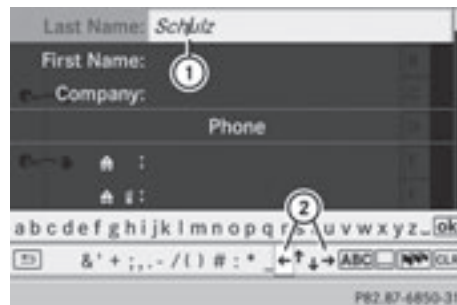 Last Name: Schulz
①
First Name:
Company:
Phone
:
:
②
a b c d e f g h i j k l m n o p q r s t u v w x y z _ ok
& ' + ; , . - / ( ) # : * _ ← ↑ ↓ → ABC
P82.87-6850-31